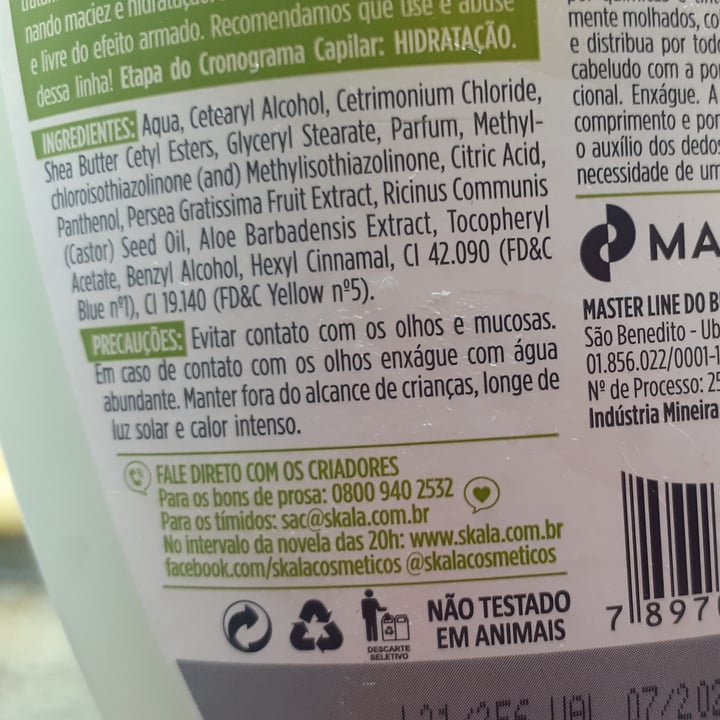 nando maciez e hidratação. Recomendamos que use e abuse
e livre do efeito armado.
dessa linha! Etapa do Cronograma Capilar: HIDRATAÇÃO.
INGREDIENTES: Aqua, Cetearyl Alcohol, Cetrimonium Chloride,
Shea Butter Cetyl Esters, Glyceryl Stearate, Parfum, Methyl-
chloroisothiazolinone (and) Methylisothiazolinone, Citric Acid,
Panthenol, Persea Gratissima Fruit Extract, Ricinus Communis
(Castor) Seed Oil, Aloe Barbadensis Extract, Tocopheryl
Acetate, Benzyl Alcohol, Hexyl Cinnamal, CI 42.090 (FD&C
Blue nº1), CI 19.140 (FD&C Yellow nº5).
PRECAUÇÕES: Evitar contato com os olhos e mucosas.
Em caso de contato com os olhos enxágue com água
abundante. Manter fora do alcance de crianças, longe de
luz solar e calor intenso.
FALE DIRETO COM OS CRIADORES
Para os bons de prosa: 0800 940 2532
Para os tímidos: sac@skala.com.br
No intervalo da novela das 20h: www.skala.com.br
facebook.com/skalacosmeticos @skalacosmeticos
DESCARTE
SELETIVO
NÃO TESTADO
EM ANIMAIS
mente molhados, co
e distribua por tod
cabeludo com a po
cional. Enxágue. A
comprimento e por
o auxílio dos dedo
necessidade de um
MA
MASTER LINE DO B
São Benedito - Ub
01.856.022/0001-1
Nº de Processo: 25
Indústria Mineira
7 897
VAL 07/202